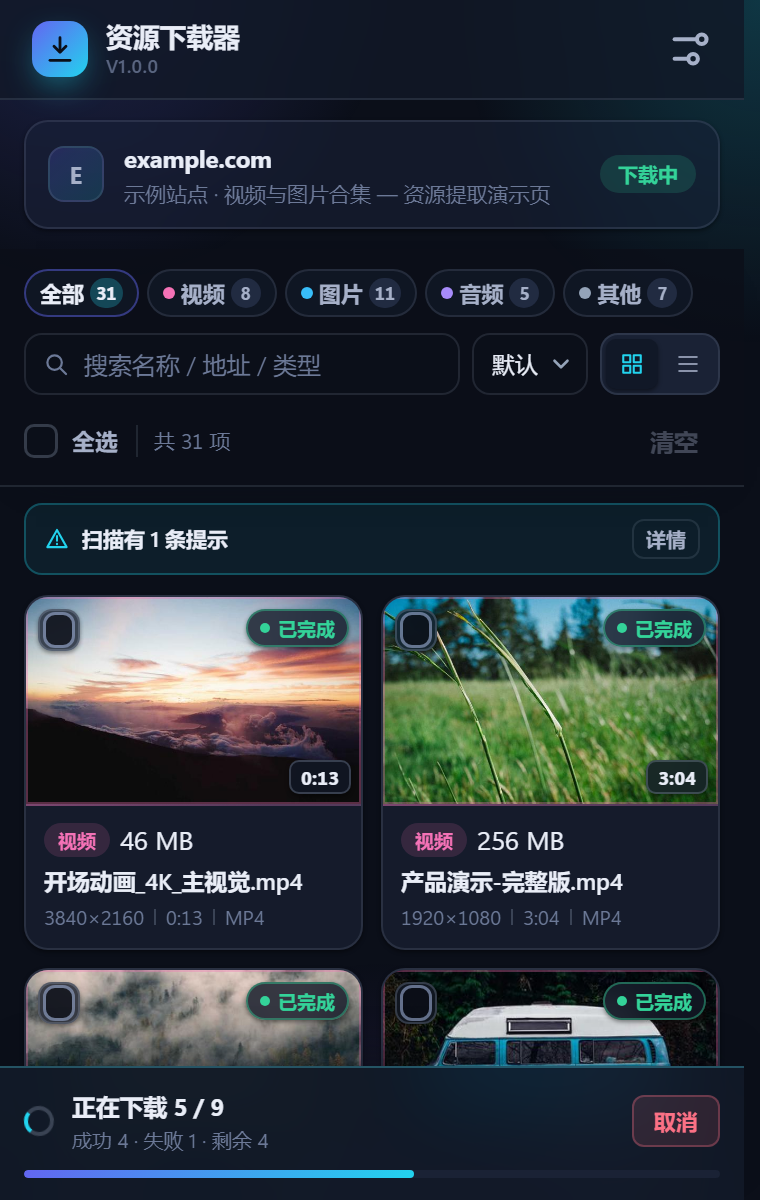 资源下载器
V1.0.0
E
example.com
示例站点 · 视频与图片合集 — 资源提取演示页
下载中
全部 31
视频 8
图片 11
音频 5
其他 7
搜索名称 / 地址 / 类型
默认
全选
共 31 项
清空
扫描有 1 条提示
详情
已完成
0:13
视频 46 MB
开场动画_4K_主视觉.mp4
3840×2160 | 0:13 | MP4
已完成
3:04
视频 256 MB
产品演示-完整版.mp4
1920×1080 | 3:04 | MP4
已完成
已完成
正在下载 5 / 9
成功 4 · 失败 1 · 剩余 4
取消